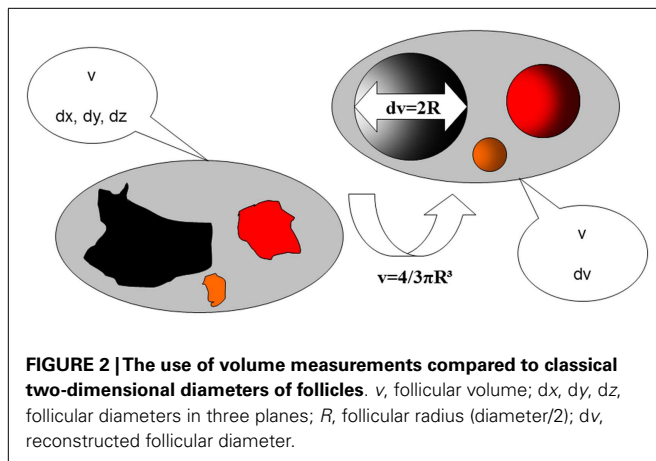 v
dx, dy, dz
dv=2R
v=4/3πR³
v
dv
FIGURE 2 | The use of volume measurements compared to classical
two-dimensional diameters of follicles. v, follicular volume; dx, dy, dz,
follicular diameters in three planes; R, follicular radius (diameter/2); dv,
reconstructed follicular diameter.